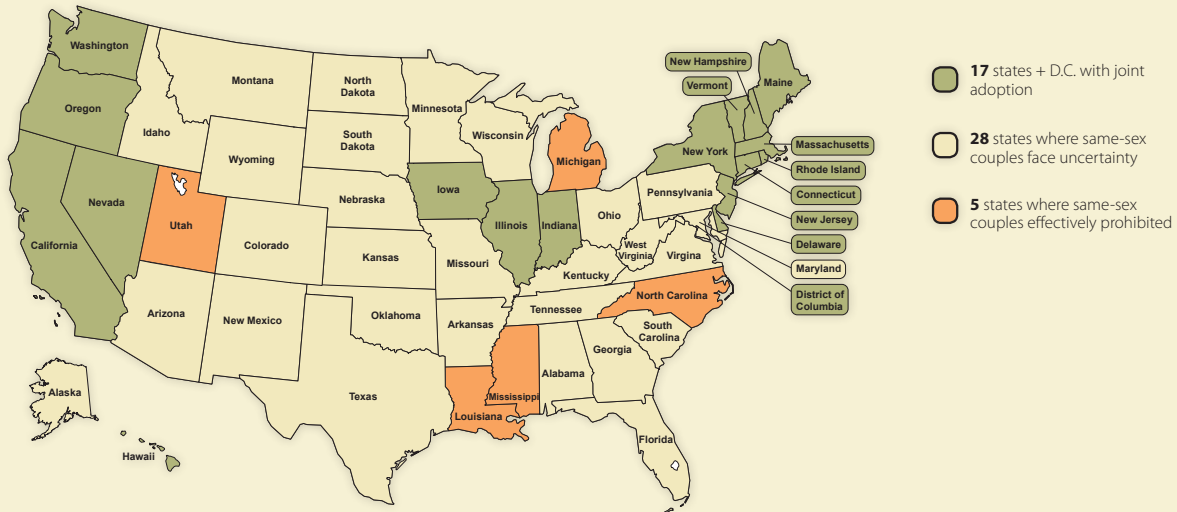 Washington
Oregon
California
Nevada
Idaho
Montana
Wyoming
Utah
Colorado
Arizona
New Mexico
North
Dakota
South
Dakota
Nebraska
Kansas
Oklahoma
Texas
Minnesota
Iowa
Missouri
Arkansas
Louisiana
Wisconsin
Illinois
Michigan
Indiana
Ohio
Kentucky
Tennessee
Mississippi
Alabama
Georgia
Florida
South
Carolina
North Carolina
Virgina
West
Virginia
Pennsylvania
New York
Maine
New Hampshire
Vermont
Massachusetts
Rhode Island
Connecticut
New Jersey
Delaware
Maryland
District of
Columbia
Alaska
Hawaii
17 states + D.C. with joint
adoption
28 states where same-sex
couples face uncertainty
5 states where same-sex
couples effectively prohibited